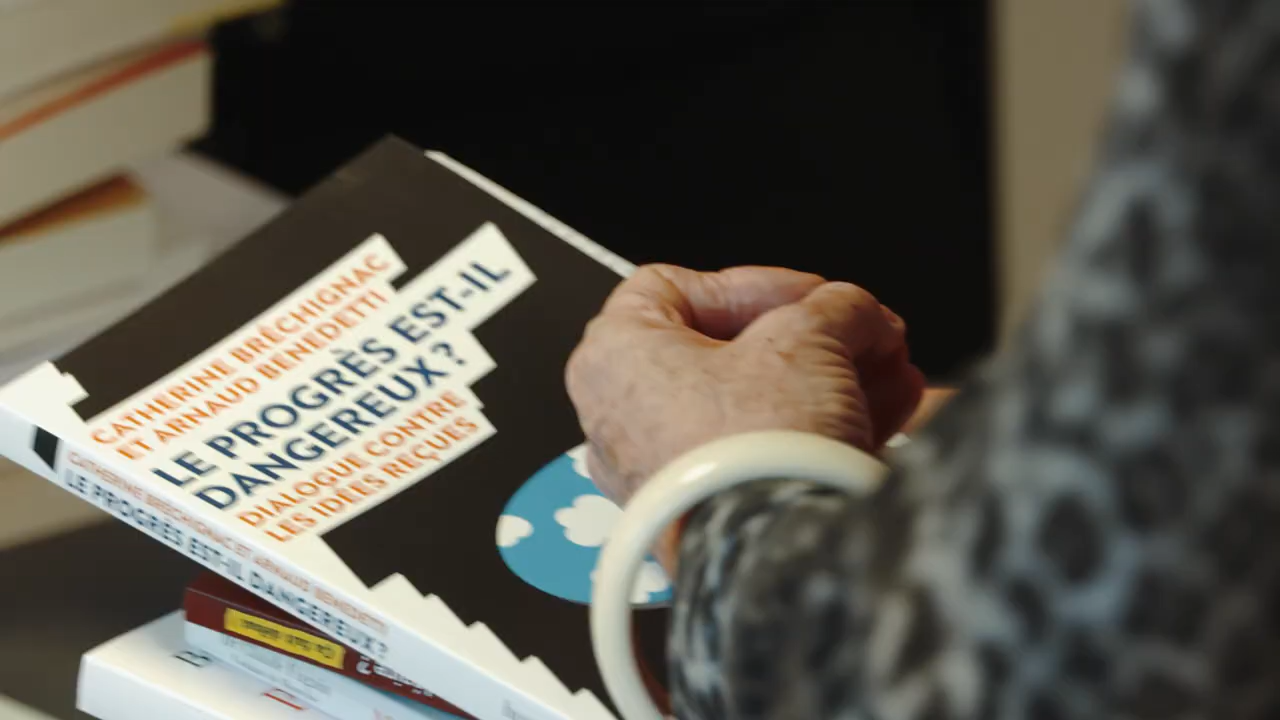 CATHERINE BRÉCHIGNAC
ET ARNAUD BENEDETTI
LE PROGRÈS EST-IL
DANGEREUX ?
DIALOGUE CONTRE
LES IDÉES REÇUES
CATHERINE BRÉCHIGNAC ET ARNAUD BENEDETTI
LE PROGRÈS EST-IL DANGEREUX ?